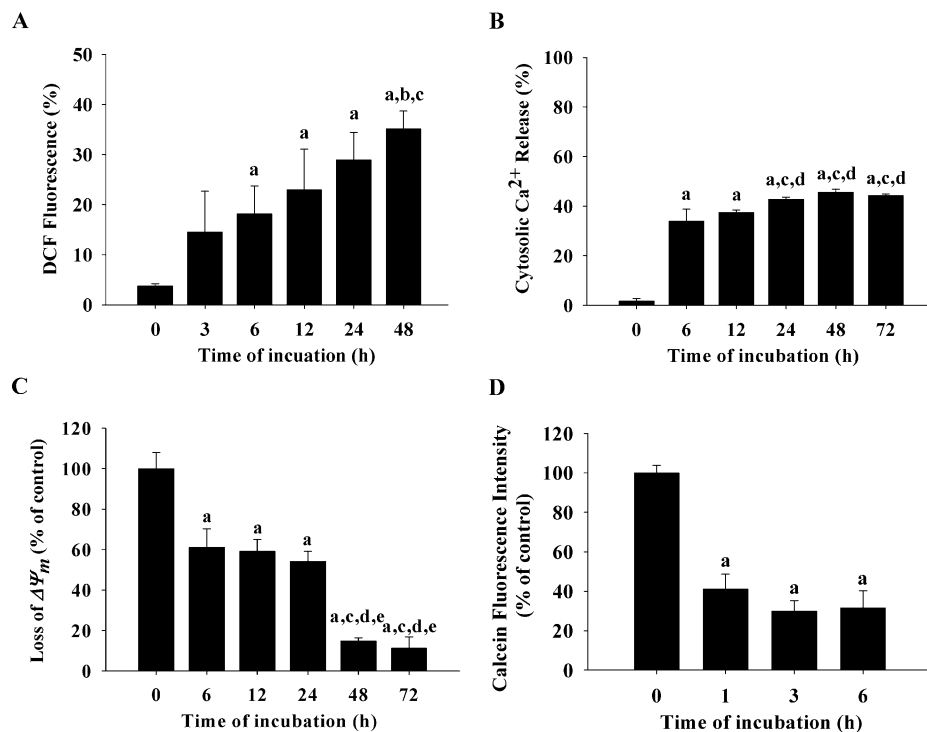 A
DCF Fluorescence (%)
50
40
30
20
10
0
a
a
a
a,b,c
0 3 6 12 24 48
Time of incuation (h)
B
Cytosolic Ca²⁺ Release (%)
100
80
60
40
20
0
a
a
a,c,d
a,c,d
a,c,d
0 6 12 24 48 72
Time of incubation (h)
C
Loss of ΔΨm (% of control)
120
100
80
60
40
20
0
a
a
a
a,c,d,e
a,c,d,e
0 6 12 24 48 72
Time of incubation (h)
D
Calcein Fluorescence Intensity
(% of control)
120
100
80
60
40
20
0
a
a
a
0 1 3 6
Time of incubation (h)